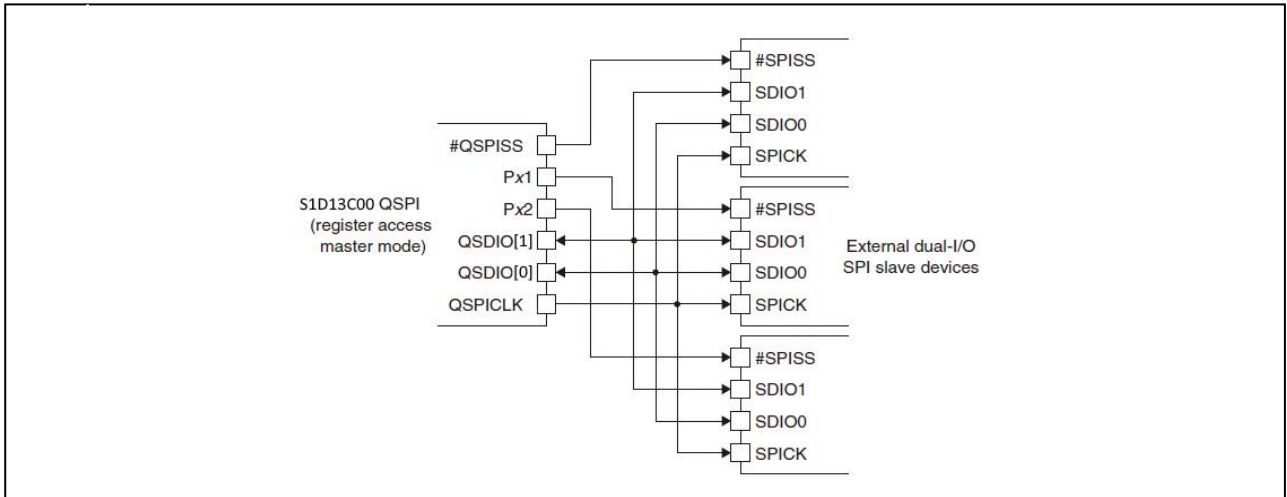 #SPISS
SDIO1
SDIO0
SPICK
#QSPISS
Px1
Px2
QSDIO[1]
QSDIO[0]
QSPICLK
S1D13C00 QSPI
(register access
master mode)
#SPISS
SDIO1
SDIO0
SPICK
External dual-I/O
SPI slave devices
#SPISS
SDIO1
SDIO0
SPICK